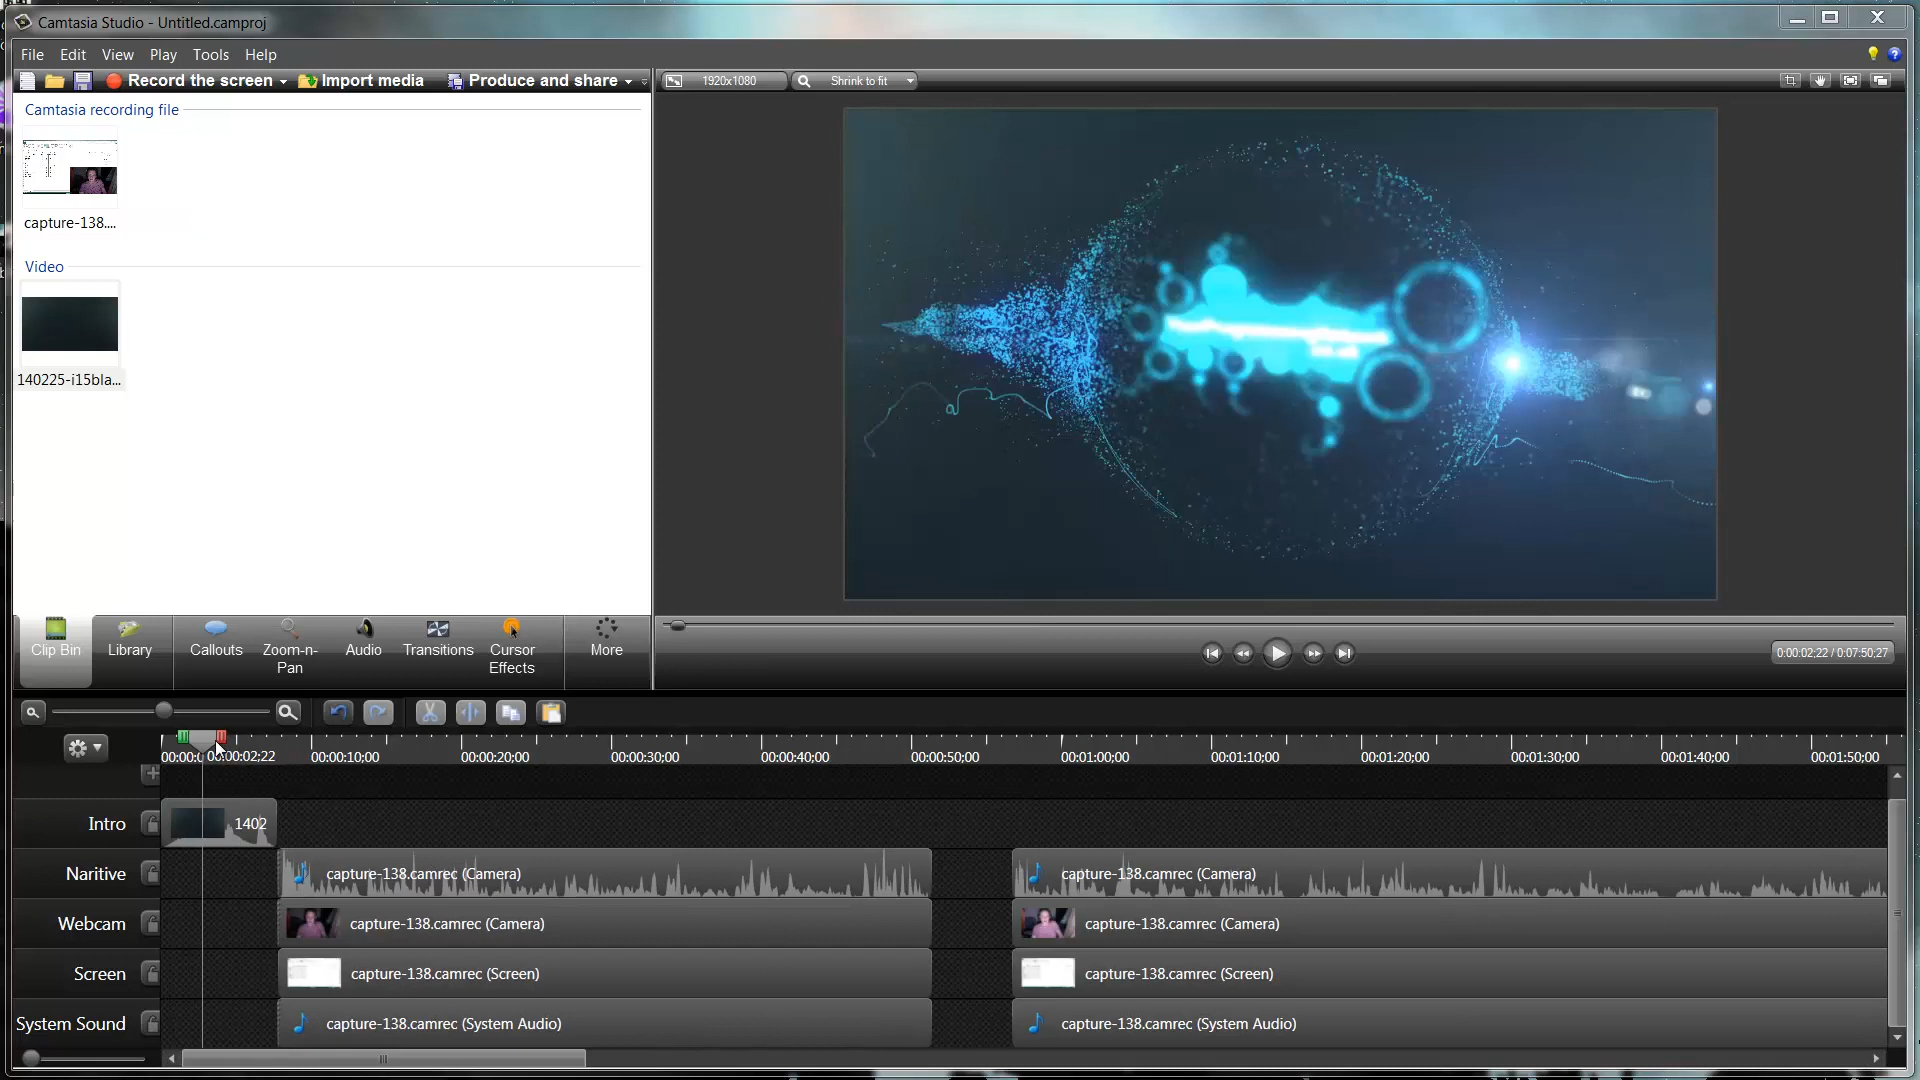 Camtasia Studio - Untitled.camproj
File Edit View Play Tools Help
Record the screen Import media Produce and share
1920x1080 Shrink to fit
Camtasia recording file
capture-138....
Video
140225-i15bla...
Clip Bin Library Callouts Zoom-n-Pan Audio Transitions Cursor Effects More
0:00:02;22 / 0:07:50;27
00:00:0 00:00:02;22 00:00:10;00 00:00:20;00 00:00:30;00 00:00:40;00 00:00:50;00 00:01:00;00 00:01:10;00 00:01:20;00 00:01:30;00 00:01:40;00 00:01:50;00
Intro 1402
Naritive capture-138.camrec (Camera) capture-138.camrec (Camera)
Webcam capture-138.camrec (Camera) capture-138.camrec (Camera)
Screen capture-138.camrec (Screen) capture-138.camrec (Screen)
System Sound capture-138.camrec (System Audio) capture-138.camrec (System Audio)